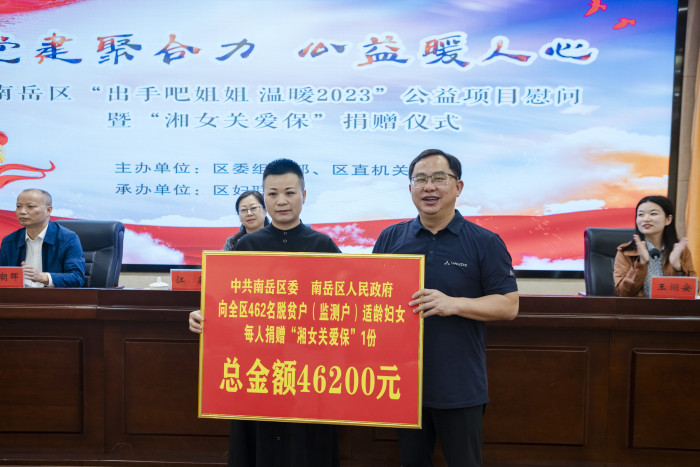 党建聚合力 公益暖人心
南岳区“出手吧姐姐 温暖2023”公益项目慰问
暨“湘女关爱保”捐赠仪式
主办单位：区委组 部、区直机关
承办单位：区妇联
中共南岳区委 南岳区人民政府
向全区462名脱贫户（监测户）适龄妇女
每人捐赠“湘女关爱保”1份
总金额46200元